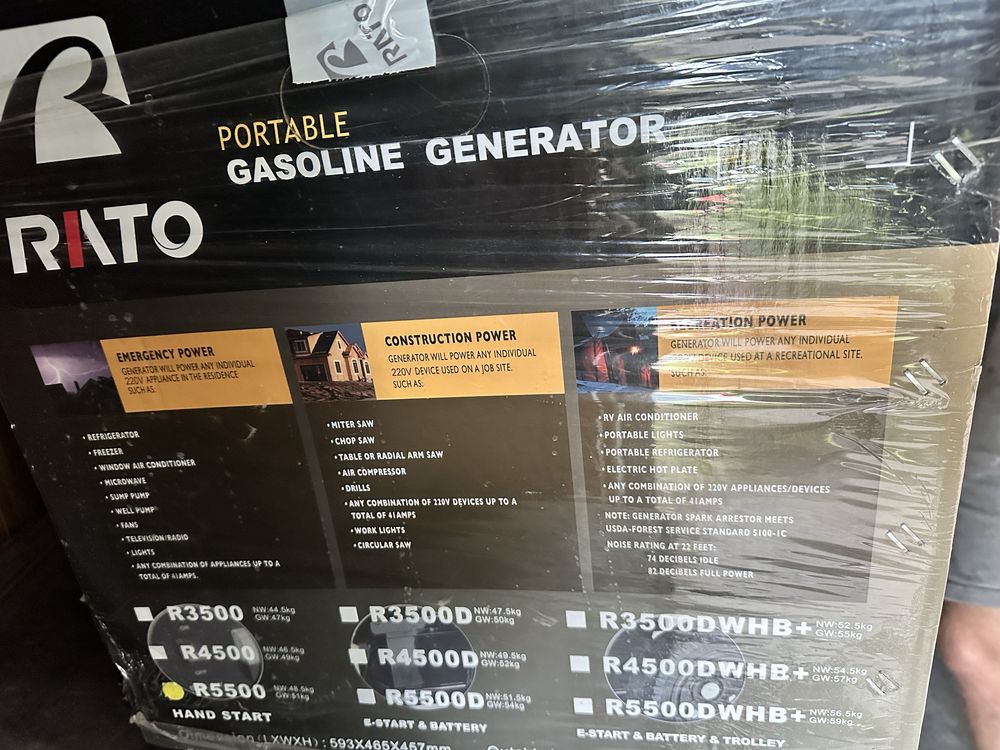 RATO
PORTABLE
GASOLINE GENERATOR
RATO
EMERGENCY POWER
GENERATOR WILL POWER ANY INDIVIDUAL
220V APPLIANCE IN THE RESIDENCE
SUCH AS:
• REFRIGERATOR
• FREEZER
• WINDOW AIR CONDITIONER
• MICROWAVE
• SUMP PUMP
• WELL PUMP
• FANS
• TELEVISION/RADIO
• LIGHTS
• ANY COMBINATION OF APPLIANCES UP TO A
TOTAL OF 41AMPS.
CONSTRUCTION POWER
GENERATOR WILL POWER ANY INDIVIDUAL
220V DEVICE USED ON A JOB SITE.
SUCH AS:
• MITER SAW
• CHOP SAW
• TABLE OR RADIAL ARM SAW
• AIR COMPRESSOR
• DRILLS
• ANY COMBINATION OF 220V DEVICES UP TO A
TOTAL OF 41AMPS
• WORK LIGHTS
• CIRCULAR SAW
RECREATION POWER
GENERATOR WILL POWER ANY INDIVIDUAL
220V DEVICE USED AT A RECREATIONAL SITE.
SUCH AS:
• RV AIR CONDITIONER
• PORTABLE LIGHTS
• PORTABLE REFRIGERATOR
• ELECTRIC HOT PLATE
• ANY COMBINATION OF 220V APPLIANCES/DEVICES
UP TO A TOTAL OF 41AMPS
NOTE: GENERATOR SPARK ARRESTOR MEETS
USDA-FOREST SERVICE STANDARD 5100-1C
NOISE RATING AT 22 FEET:
74 DECIBELS IDLE
82 DECIBELS FULL POWER
R3500 NW:44.5kg
GW:47kg
R4500 NW:46.5kg
GW:49kg
R5500 NW:48.5kg
GW:51kg
HAND START
R3500D NW:47.5kg
GW:50kg
R4500D NW:49.5kg
GW:52kg
R5500D NW:51.5kg
GW:54kg
E-START & BATTERY
R3500DWHB+ NW:52.5kg
GW:55kg
R4500DWHB+ NW:54.5kg
GW:57kg
R5500DWHB+ NW:56.5kg
GW:59kg
E-START & BATTERY & TROLLEY
Dimension (LXWXH): 593X465X457mm